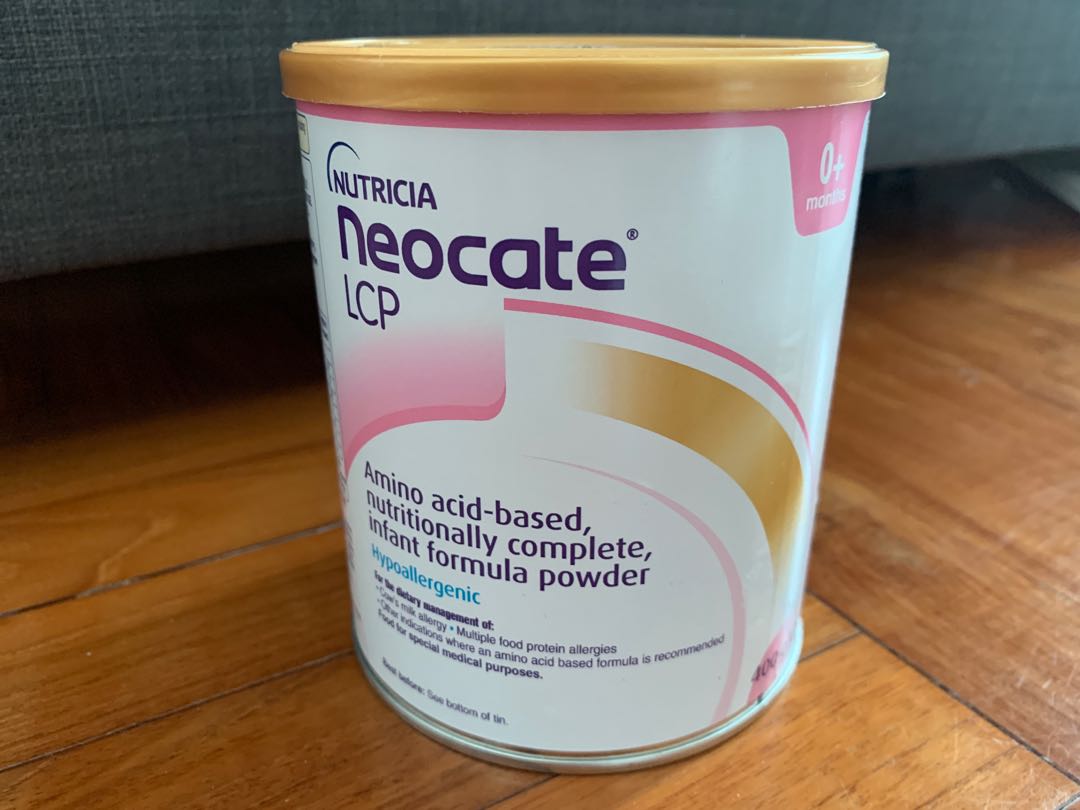 0+
months
NUTRICIA
Neocate®
LCP
Amino acid-based,
nutritionally complete,
infant formula powder
Hypoallergenic
For the dietary management of:
• Cow's milk allergy • Multiple food protein allergies
• Other indications where an amino acid based formula is recommended
Food for special medical purposes.
Best before: See bottom of tin.
400